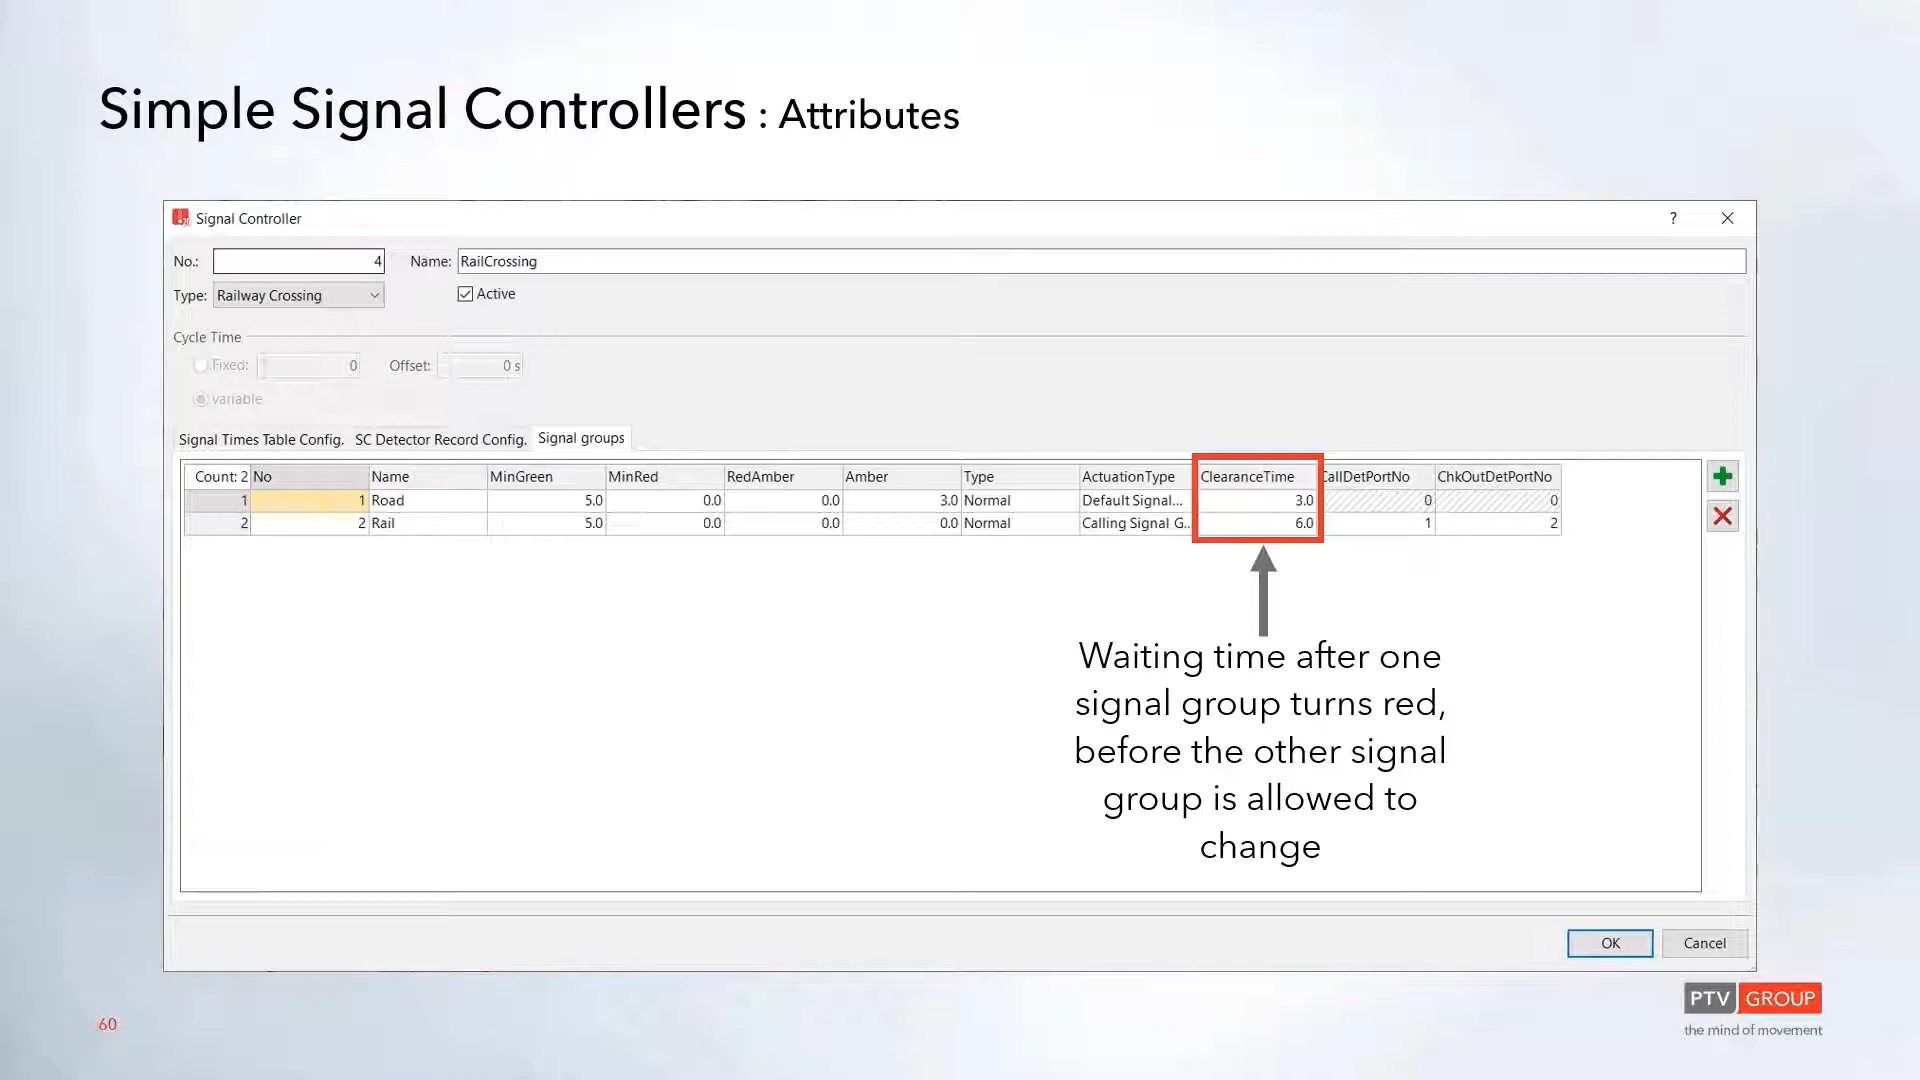 Simple Signal Controllers : Attributes
Signal Controller
?
No.: 4 Name: RailCrossing
Type: Railway Crossing Active
Cycle Time
Fixed: 0 Offset: 0 s
variable
Signal Times Table Config. SC Detector Record Config. Signal groups
Count: 2 No Name MinGreen MinRed RedAmber Amber Type ActuationType ClearanceTime CallDetPortNo ChkOutDetPortNo
1 1 Road 5.0 0.0 0.0 3.0 Normal Default Signal... 3.0 0 0
2 2 Rail 5.0 0.0 0.0 0.0 Normal Calling Signal G... 6.0 1 2
Waiting time after one
signal group turns red,
before the other signal
group is allowed to
change
OK Cancel
PTV GROUP
60
the mind of movement